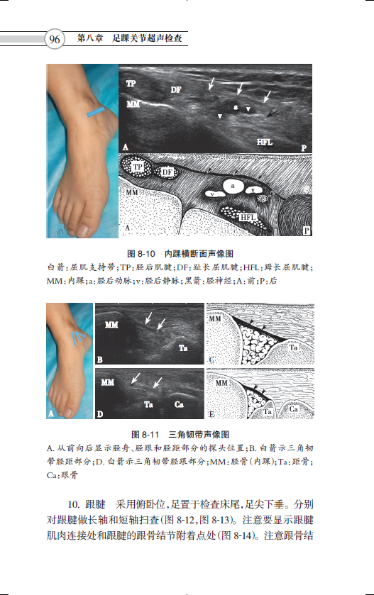 96 第八章 足踝关节超声检查
TP
DF
MM
a
v
v
HFL
A
P
TP
DF
MM
a
v
HFL
A
P
图 8-10 内踝横断面声像图
白箭:屈肌支持带;TP:胫后肌腱;DF:趾长屈肌腱;HFL:踇长屈肌腱;
MM:内踝;a:胫后动脉;v:胫后静脉;黑箭:胫神经;A:前;P:后
A
MM
Ta
B
MM
Ta
C
MM
Ta
Ca
D
MM
Ta
Ca
E
图 8-11 三角韧带声像图
A. 从前向后显示胫舟、胫跟和胫距部分的探头位置;B. 白箭示三角韧
带胫距部分;D. 白箭示三角韧带胫跟部分;MM:胫骨(内踝);Ta:距骨;
Ca:跟骨
10. 跟腱 采用俯卧位,足置于检查床尾,足尖下垂。分别
对跟腱做长轴和短轴扫查(图 8-12,图 8-13)。注意要显示跟腱
肌肉连接处和跟腱的跟骨结节附着点处(图 8-14)。注意跟骨结